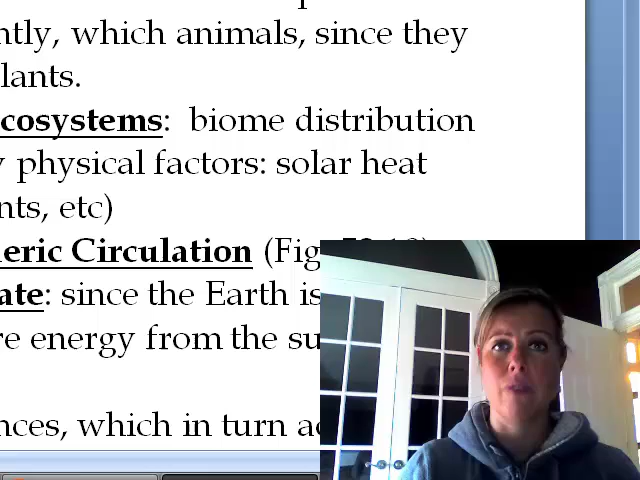 ntly, which animals, since they
lants.
cosystems: biome distribution
y physical factors: solar heat
nts, etc)
eric Circulation (Fig.
ate: since the Earth is
re energy from the su
nces, which in turn a